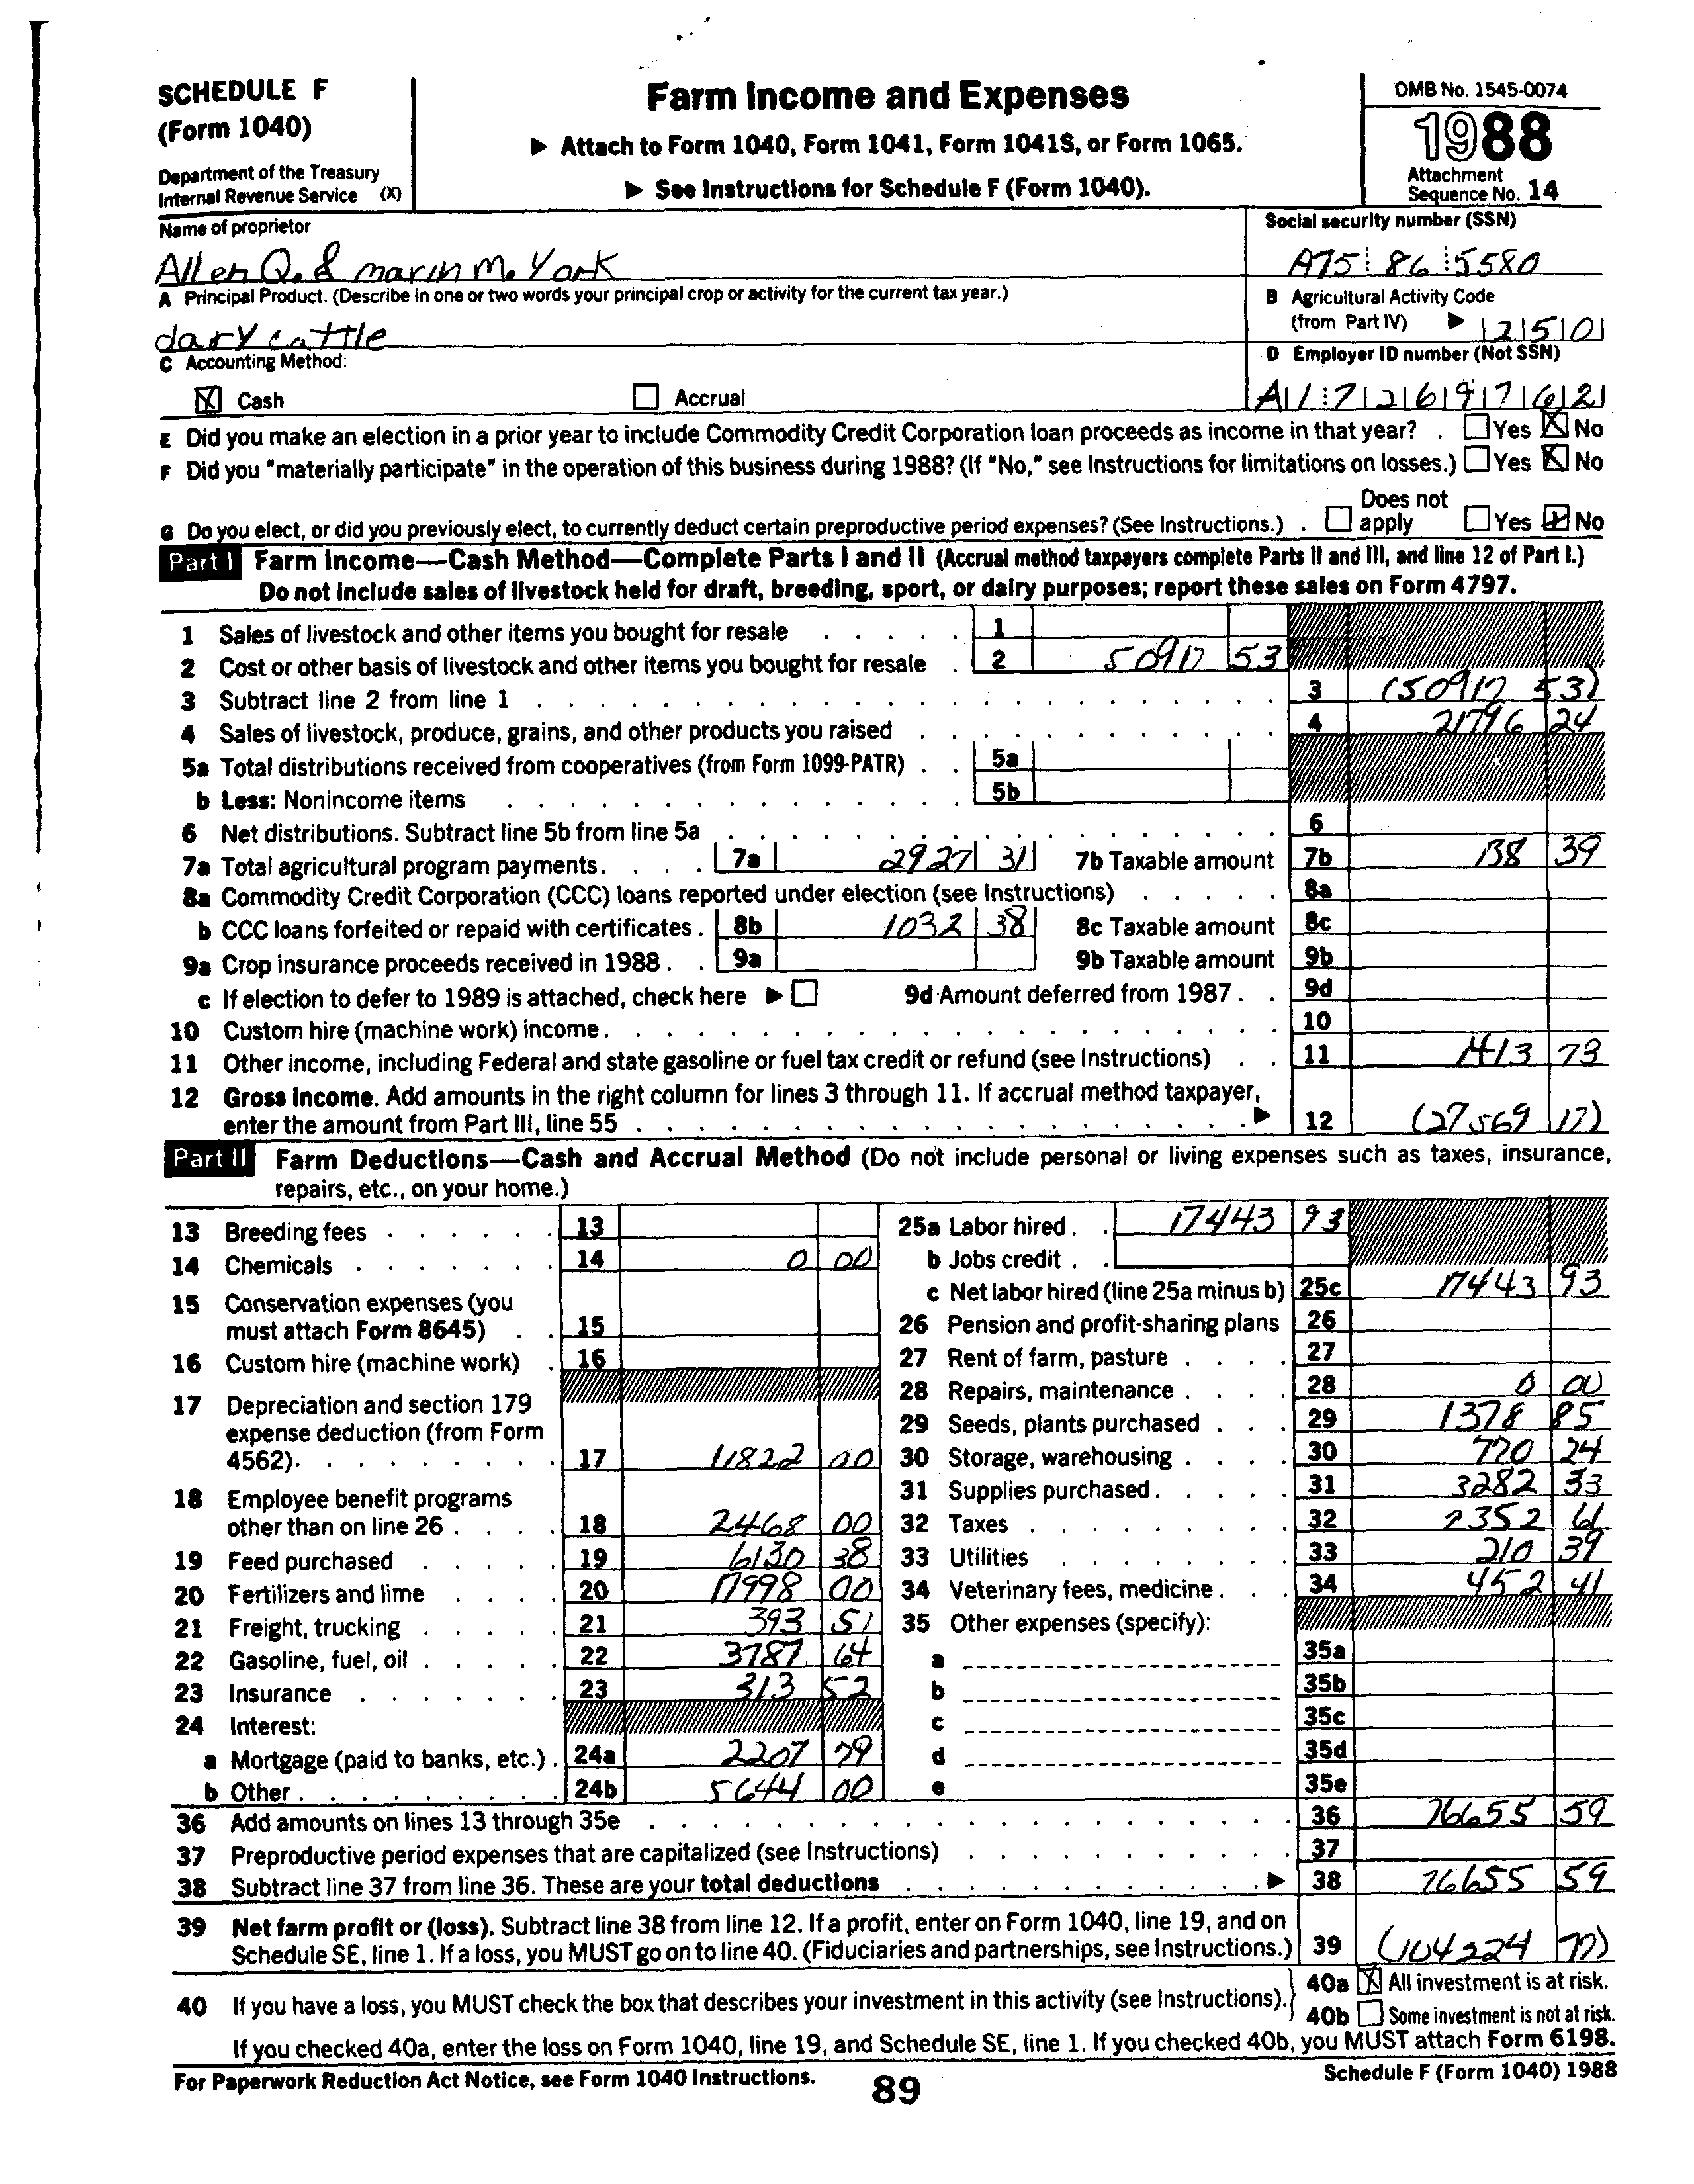 SCHEDULE F
(Form 1040)
Department of the Treasury
Internal Revenue Service (X)
Farm Income and Expenses
▶ Attach to Form 1040, Form 1041, Form 1041S, or Form 1065.
▶ See Instructions for Schedule F (Form 1040).
OMB No. 1545-0074
1988
Attachment
Sequence No. 14
Name of proprietor
Allen Q. & marin M. York
Social security number (SSN)
A75 86 5580
A Principal Product. (Describe in one or two words your principal crop or activity for the current tax year.)
dairy cattle
B Agricultural Activity Code
(from Part IV) ▶ 2150
C Accounting Method:
Cash Accrual
D Employer ID number (Not SSN)
A1 7269762
E Did you make an election in a prior year to include Commodity Credit Corporation loan proceeds as income in that year? . Yes No
F Did you "materially participate" in the operation of this business during 1988? (If "No," see Instructions for limitations on losses.) Yes No
G Do you elect, or did you previously elect, to currently deduct certain preproductive period expenses? (See Instructions.) . Does not apply Yes No
Part I Farm Income—Cash Method—Complete Parts I and II (Accrual method taxpayers complete Parts II and III, and line 12 of Part I.)
Do not include sales of livestock held for draft, breeding, sport, or dairy purposes; report these sales on Form 4797.
1 Sales of livestock and other items you bought for resale 1
2 Cost or other basis of livestock and other items you bought for resale 2 50917 53
3 Subtract line 2 from line 1 3 (50917 53)
4 Sales of livestock, produce, grains, and other products you raised 4 21796 24
5a Total distributions received from cooperatives (from Form 1099-PATR) 5a
b Less: Nonincome items 5b
6 Net distributions. Subtract line 5b from line 5a 6
7a Total agricultural program payments. 7a 2927 31 7b Taxable amount 7b 138 39
8a Commodity Credit Corporation (CCC) loans reported under election (see Instructions) 8a
b CCC loans forfeited or repaid with certificates. 8b 1032 38 8c Taxable amount 8c
9a Crop insurance proceeds received in 1988. 9a 9b Taxable amount 9b
c If election to defer to 1989 is attached, check here ▶ 9d Amount deferred from 1987. 9d
10 Custom hire (machine work) income. 10
11 Other income, including Federal and state gasoline or fuel tax credit or refund (see Instructions) 11 1413 73
12 Gross Income. Add amounts in the right column for lines 3 through 11. If accrual method taxpayer,
enter the amount from Part III, line 55 ▶ 12 (27569 17)
Part II Farm Deductions—Cash and Accrual Method (Do not include personal or living expenses such as taxes, insurance,
repairs, etc., on your home.)
13 Breeding fees 13
14 Chemicals 14 0 00
15 Conservation expenses (you
must attach Form 8645) 15
16 Custom hire (machine work) 16
17 Depreciation and section 179
expense deduction (from Form
4562). 17 11822 00
18 Employee benefit programs
other than on line 26 18 2468 00
19 Feed purchased 19 6130 38
20 Fertilizers and lime 20 17998 00
21 Freight, trucking 21 393 51
22 Gasoline, fuel, oil 22 3787 64
23 Insurance 23 313 52
24 Interest:
a Mortgage (paid to banks, etc.) 24a 2207 79
b Other 24b 5644 00
25a Labor hired. 17443 93
b Jobs credit
c Net labor hired (line 25a minus b) 25c 17443 93
26 Pension and profit-sharing plans 26
27 Rent of farm, pasture 27
28 Repairs, maintenance 28 0 00
29 Seeds, plants purchased 29 1378 85
30 Storage, warehousing 30 770 24
31 Supplies purchased. 31 3282 33
32 Taxes 32 2352 61
33 Utilities 33 210 39
34 Veterinary fees, medicine. 34 452 41
35 Other expenses (specify):
a 35a
b 35b
c 35c
d 35d
e 35e
36 Add amounts on lines 13 through 35e 36 76655 59
37 Preproductive period expenses that are capitalized (see Instructions) 37
38 Subtract line 37 from line 36. These are your total deductions ▶ 38 76655 59
39 Net farm profit or (loss). Subtract line 38 from line 12. If a profit, enter on Form 1040, line 19, and on
Schedule SE, line 1. If a loss, you MUST go on to line 40. (Fiduciaries and partnerships, see Instructions.) 39 (104224 77)
40 If you have a loss, you MUST check the box that describes your investment in this activity (see Instructions).
40a All investment is at risk.
40b Some investment is not at risk.
If you checked 40a, enter the loss on Form 1040, line 19, and Schedule SE, line 1. If you checked 40b, you MUST attach Form 6198.
For Paperwork Reduction Act Notice, see Form 1040 Instructions.
89
Schedule F (Form 1040) 1988